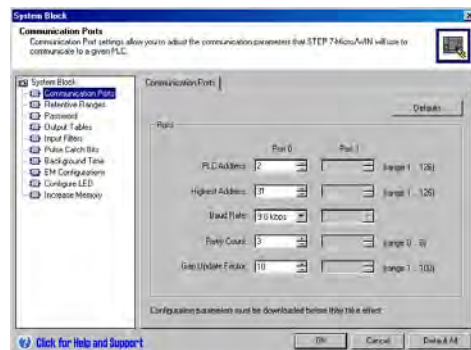 System Block
Communication Ports
Communication Port settings allow you to adjust the communication parameters that STEP 7-Micro/WIN will use to
communicate to a given PLC.
System Block
Communication Ports
Retentive Ranges
Password
Output Tables
Input Filters
Pulse Catch Bits
Background Time
EM Configurations
Configure LED
Increase Memory
Communication Ports
Defaults
Ports
Port 0 Port 1
PLC Address: 2 (range 1 .. 126)
Highest Address: 31 (range 1 .. 126)
Baud Rate: 9.6 kbps
Retry Count: 3 (range 0 .. 8)
Gap Update Factor: 10 (range 1 .. 100)
Configuration parameters must be downloaded before they take effect.
Click for Help and Support
OK Cancel Default All